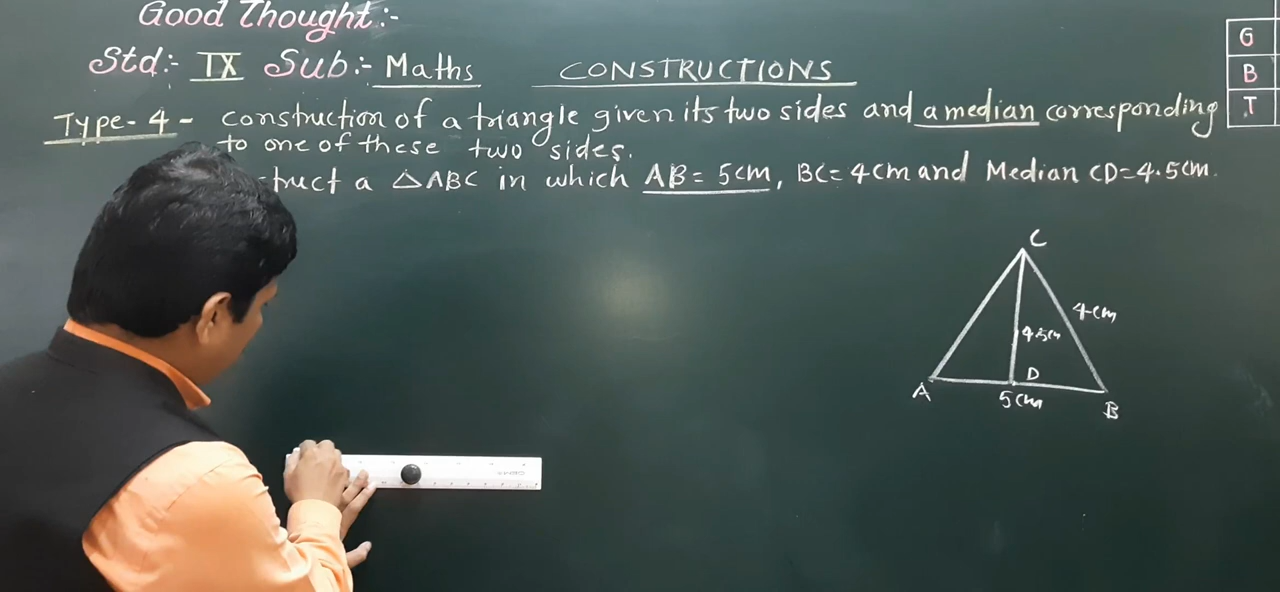 Good Thought:-
Std:- IX Sub:- Maths CONSTRUCTIONS
Type-4- construction of a triangle given its two sides and a median corresponding
to one of these two sides.
truct a △ABC in which AB= 5cm, BC= 4cm and Median CD=4.5cm.
G
B
T
C
4cm
4.5cm
D
A
5cm
B